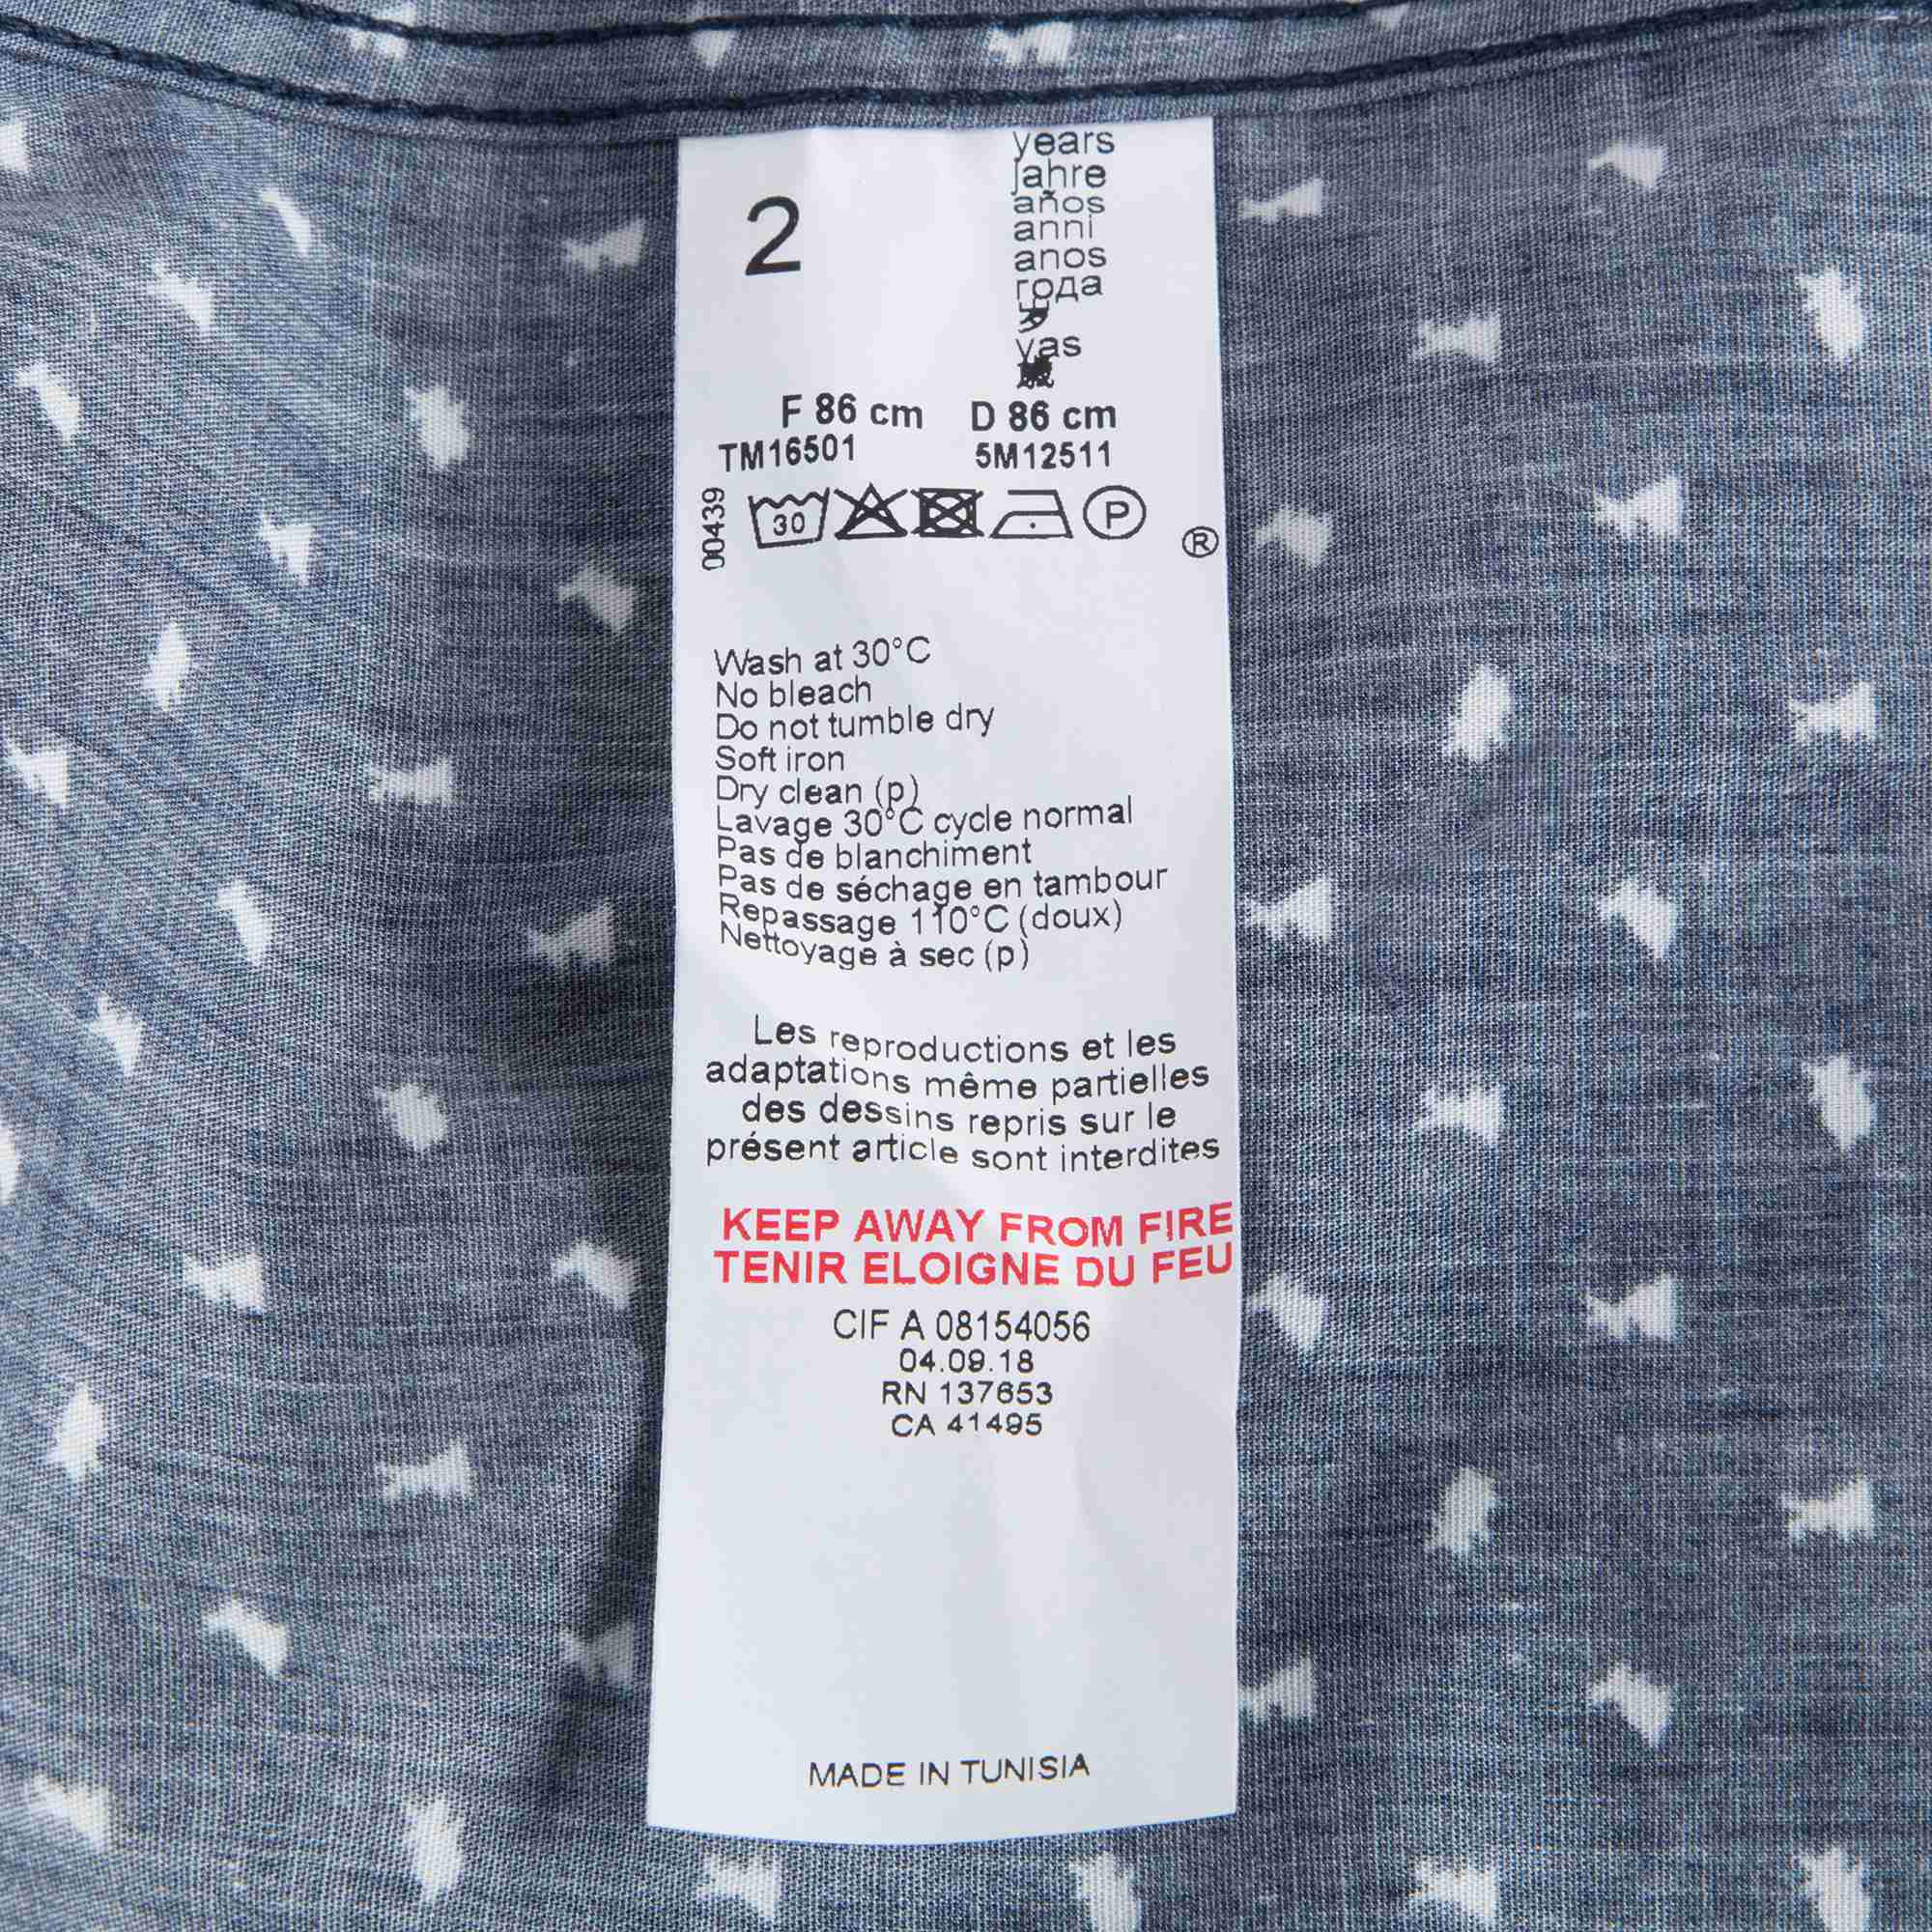 years
Jahre
años
anni
anos
года
yas
2
F 86 cm D 86 cm
TM16501 5M12511
00439
30 P
®
Wash at 30°C
No bleach
Do not tumble dry
Soft iron
Dry clean (p)
Lavage 30°C cycle normal
Pas de blanchiment
Pas de séchage en tambour
Repassage 110°C (doux)
Nettoyage à sec (p)
Les reproductions et les
adaptations même partielles
des dessins repris sur le
présent article sont interdites
KEEP AWAY FROM FIRE
TENIR ELOIGNE DU FEU
CIF A 08154056
04.09.18
RN 137653
CA 41495
MADE IN TUNISIA